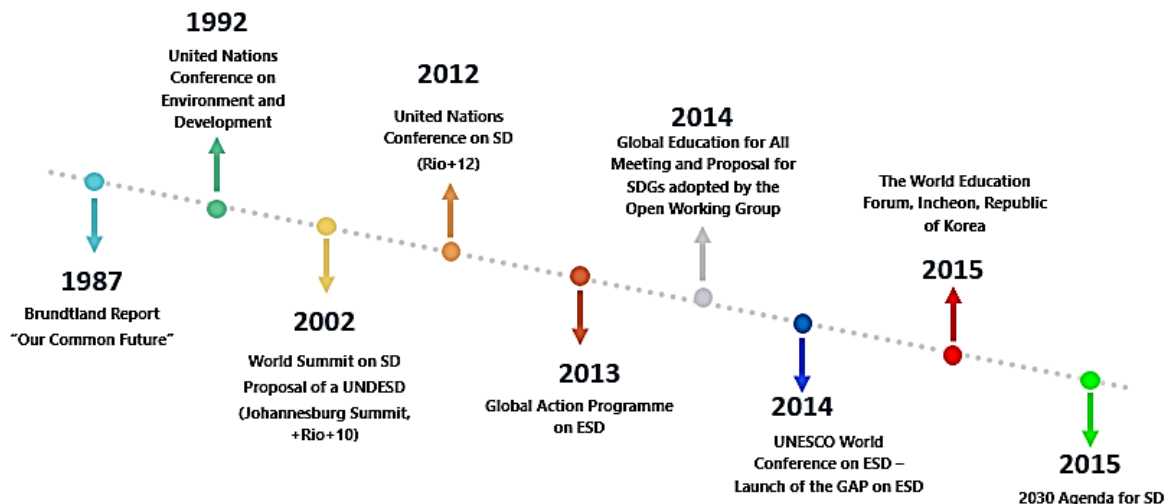 1987
Brundtland Report
“Our Common Future”
1992
United Nations
Conference on
Environment and
Development
2002
World Summit on SD
Proposal of a UNDESD
(Johannesburg Summit,
+Rio+10)
2012
United Nations
Conference on SD
(Rio+12)
2013
Global Action Programme
on ESD
2014
Global Education for All
Meeting and Proposal for
SDGs adopted by the
Open Working Group
2014
UNESCO World
Conference on ESD –
Launch of the GAP on ESD
The World Education
Forum, Incheon, Republic
of Korea
2015
2015
2030 Agenda for SD